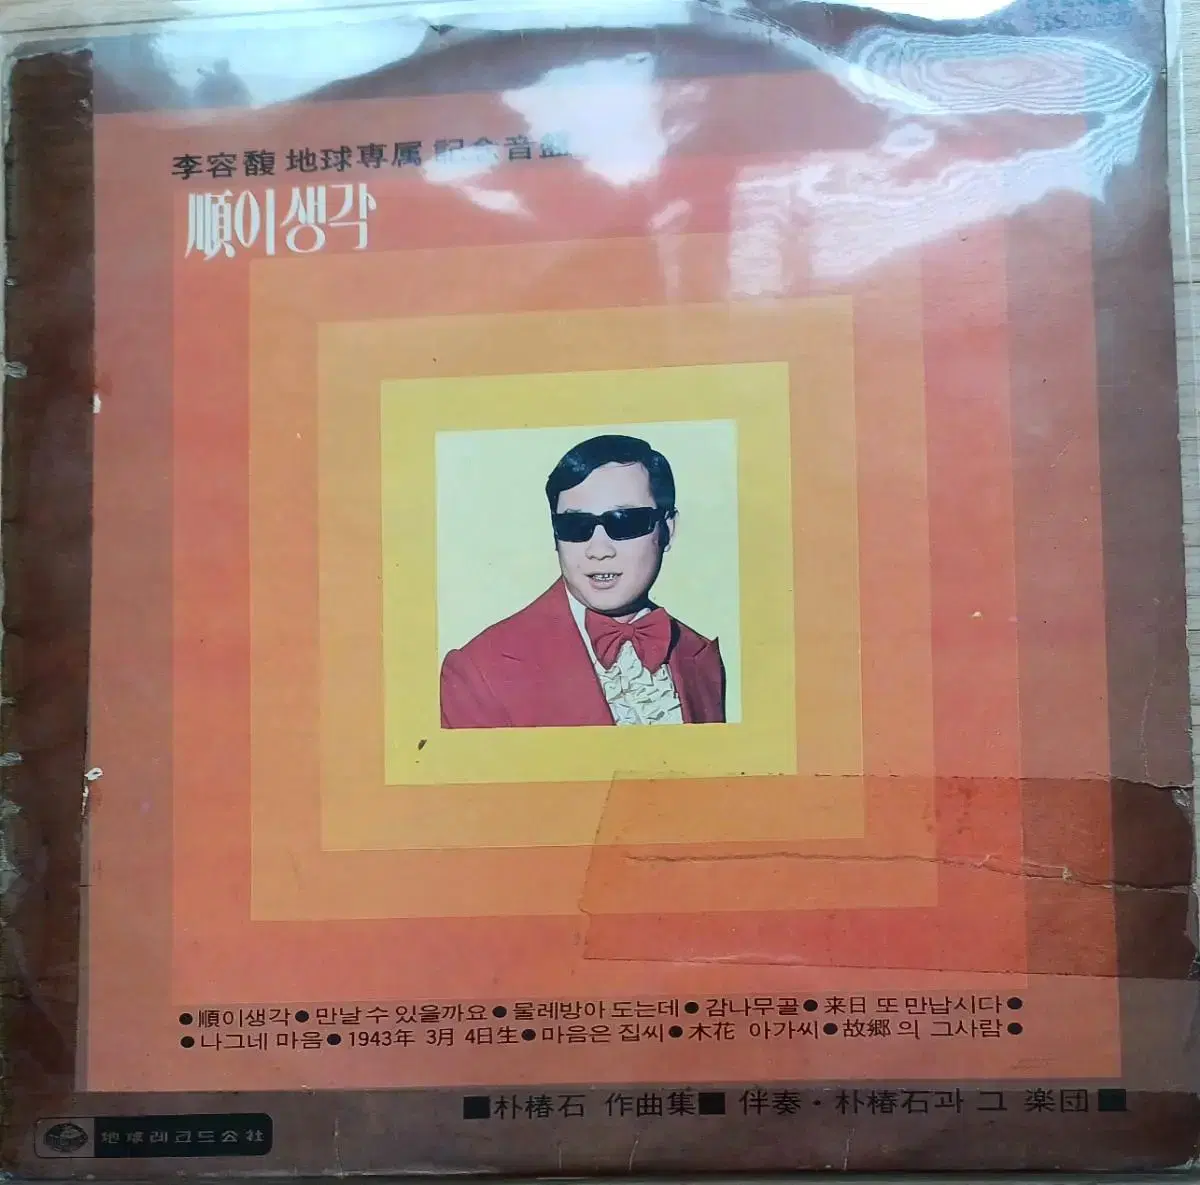 李容馥 地球専属 記念音盤
順이생각
●順이생각●만날 수 있을까요●물레방아 도는데●감나무골●来日 또 만납시다●
●나그네 마음●1943年 3月 4日生●마음은 집씨●木花 아가씨●故郷의 그사람●
■朴椿石 作曲集■ 伴奏・朴椿石과 그 楽団■
地球레코드公社